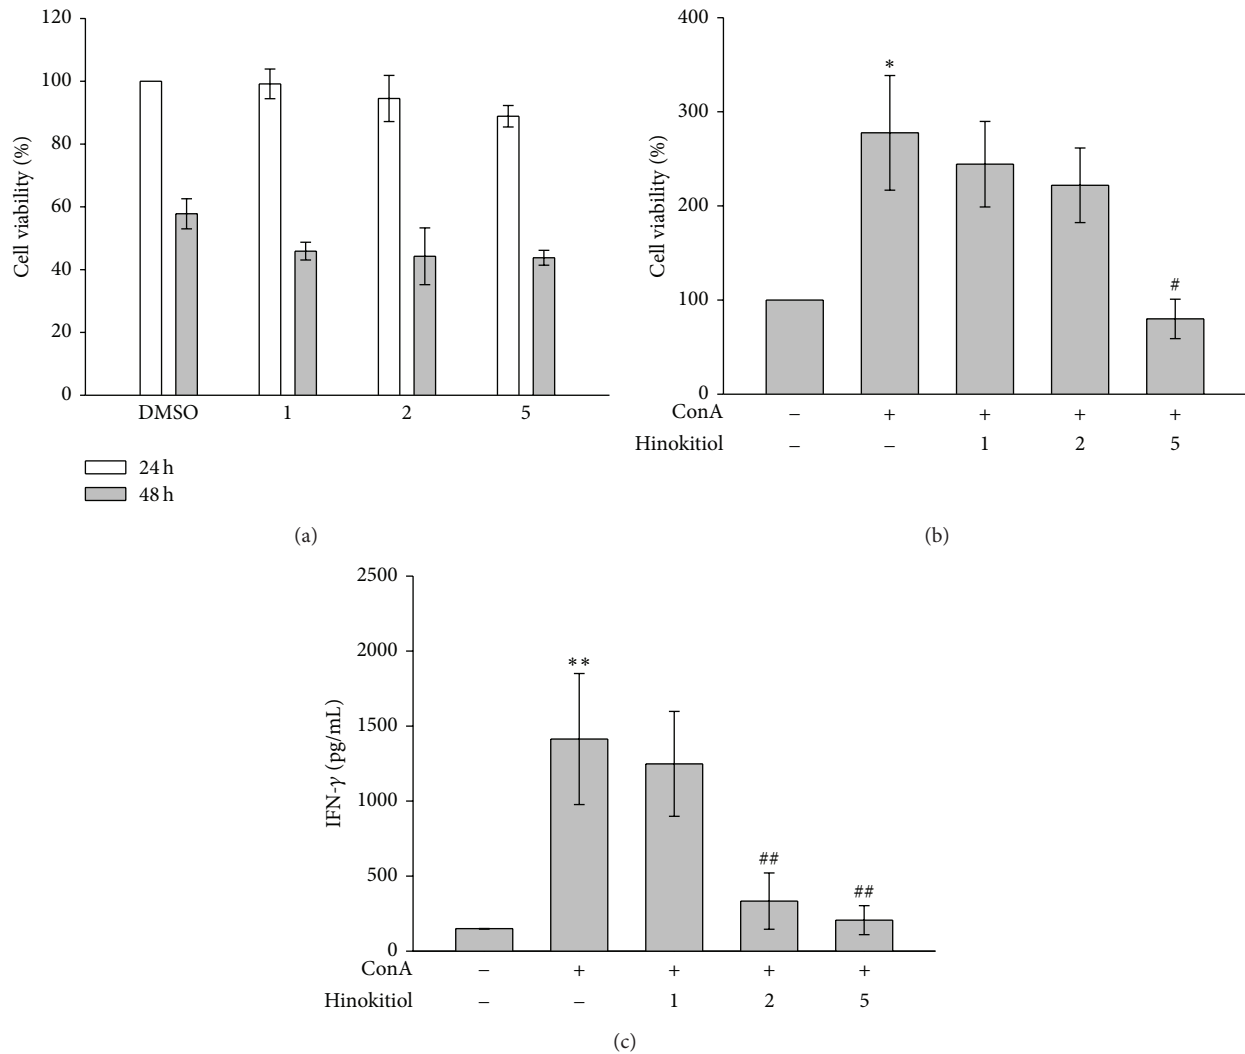 120
100
80
60
40
20
0
Cell viability (%)
DMSO 1 2 5
24 h
48 h
(a)
400
300
200
100
0
Cell viability (%)
*
#
ConA − + + + +
Hinokitiol − − 1 2 5
(b)
2500
2000
1500
1000
500
0
IFN-γ (pg/mL)
**
##
##
ConA − + + + +
Hinokitiol − − 1 2 5
(c)